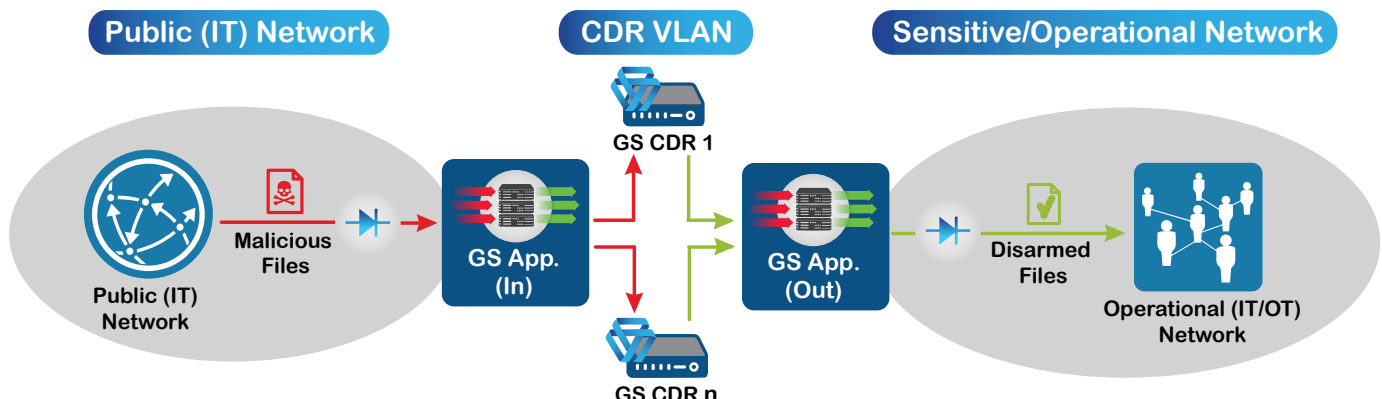 Public (IT) Network
CDR VLAN
Sensitive/Operational Network
GS CDR 1
Malicious
Files
Public (IT)
Network
GS App.
(In)
GS App.
(Out)
Disarmed
Files
Operational (IT/OT)
Network
GS CDR n